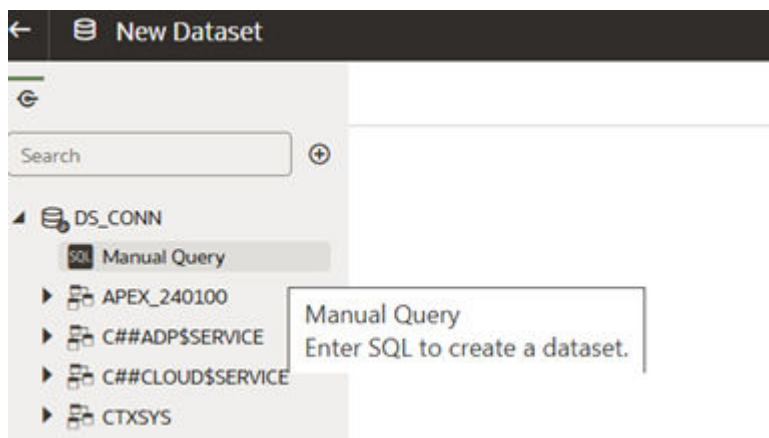 New Dataset
Search
DS_CONN
SQL Manual Query
APEX_240100
C##ADP$SERVICE
C##CLOUD$SERVICE
CTXSYS
Manual Query
Enter SQL to create a dataset.